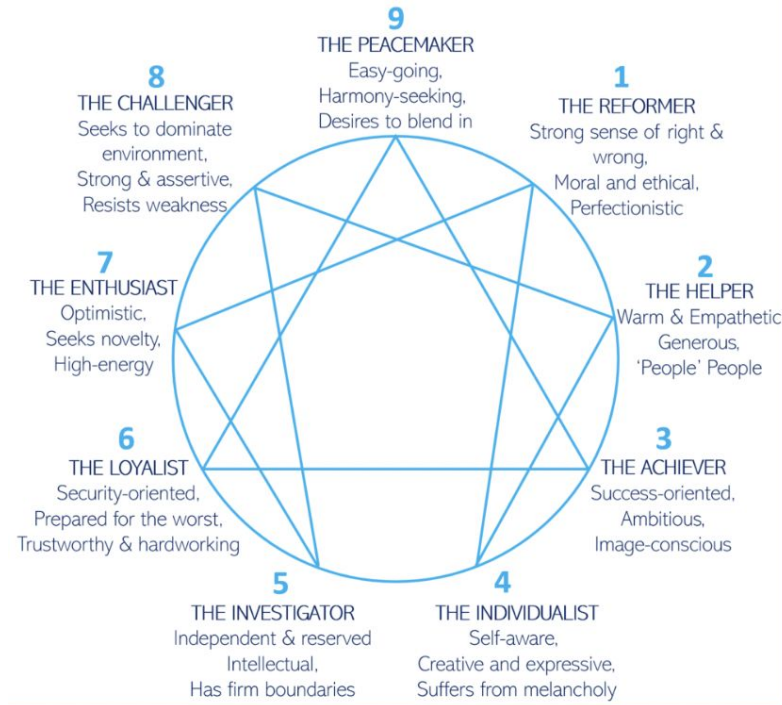 9
THE PEACEMAKER
Easy-going,
Harmony-seeking,
Desires to blend in
1
THE REFORMER
Strong sense of right &
wrong,
Moral and ethical,
Perfectionistic
2
THE HELPER
Warm & Empathetic
Generous,
‘People’ People
3
THE ACHIEVER
Success-oriented,
Ambitious,
Image-conscious
4
THE INDIVIDUALIST
Self-aware,
Creative and expressive,
Suffers from melancholy
5
THE INVESTIGATOR
Independent & reserved
Intellectual,
Has firm boundaries
6
THE LOYALIST
Security-oriented,
Prepared for the worst,
Trustworthy & hardworking
7
THE ENTHUSIAST
Optimistic,
Seeks novelty,
High-energy
8
THE CHALLENGER
Seeks to dominate
environment,
Strong & assertive,
Resists weakness